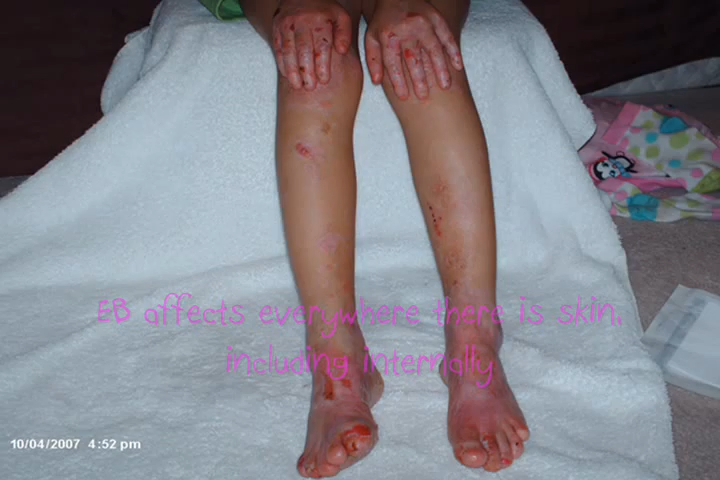 EB affects everywhere there is skin,
including internally
10/04/2007 4:52 pm